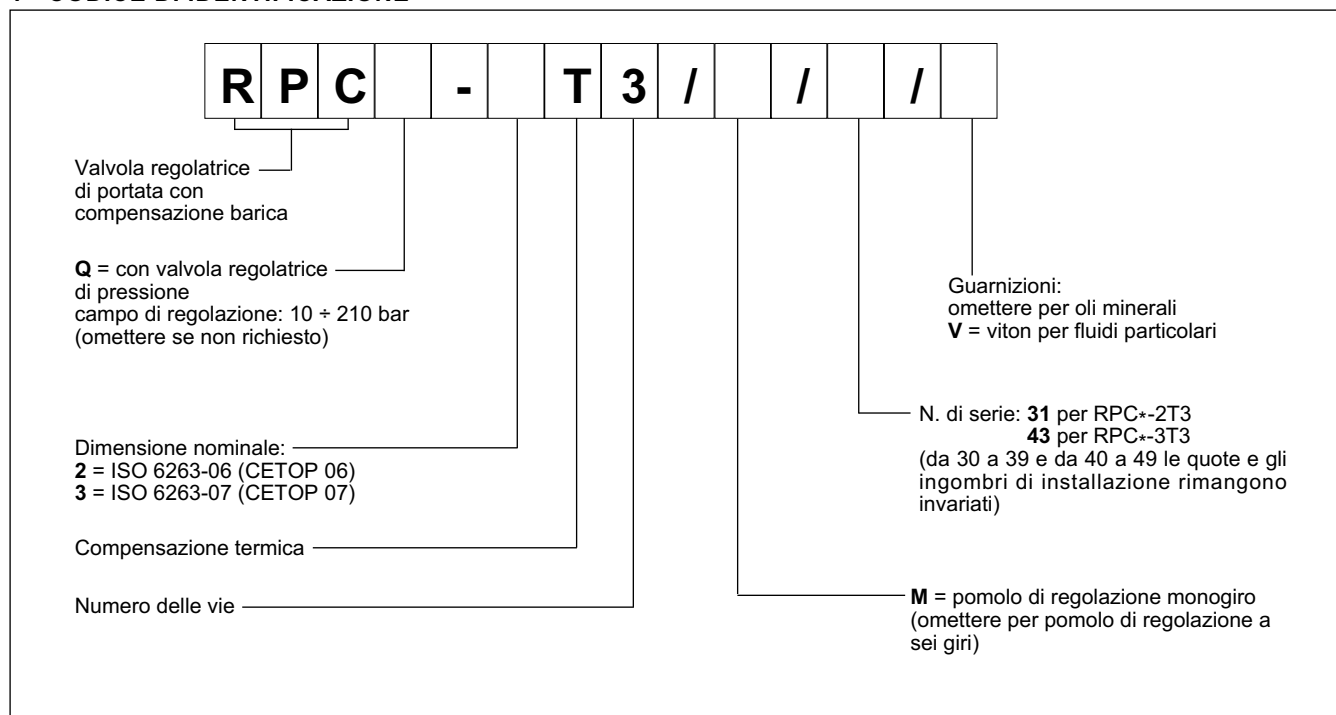 RPC - T3/ / /
Valvola regolatrice
di portata con
compensazione barica
Q = con valvola regolatrice
di pressione
campo di regolazione: 10 ÷ 210 bar
(omettere se non richiesto)
Dimensione nominale:
2 = ISO 6263-06 (CETOP 06)
3 = ISO 6263-07 (CETOP 07)
Compensazione termica
Numero delle vie
Guarnizioni:
omettere per oli minerali
V = viton per fluidi particolari
N. di serie: 31 per RPC*-2T3
43 per RPC*-3T3
(da 30 a 39 e da 40 a 49 le quote e gli
ingombri di installazione rimangono
invariati)
M = pomolo di regolazione monogiro
(omettere per pomolo di regolazione a
sei giri)